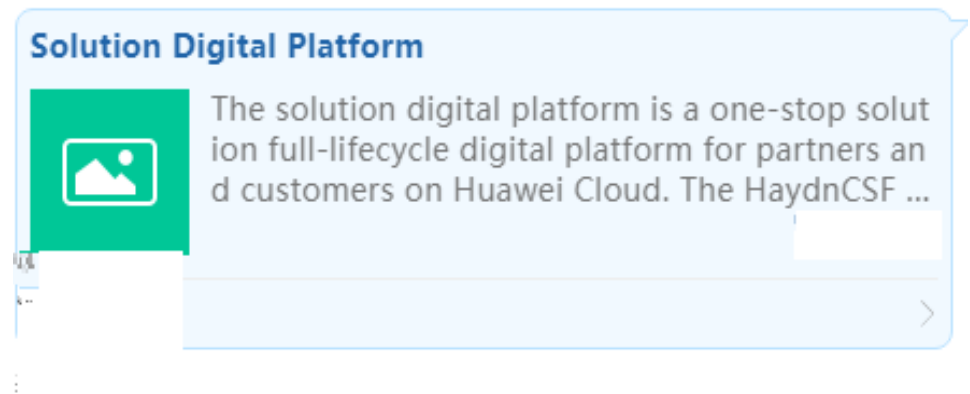 Solution Digital Platform
The solution digital platform is a one-stop solut
ion full-lifecycle digital platform for partners an
d customers on Huawei Cloud. The HaydnCSF ...